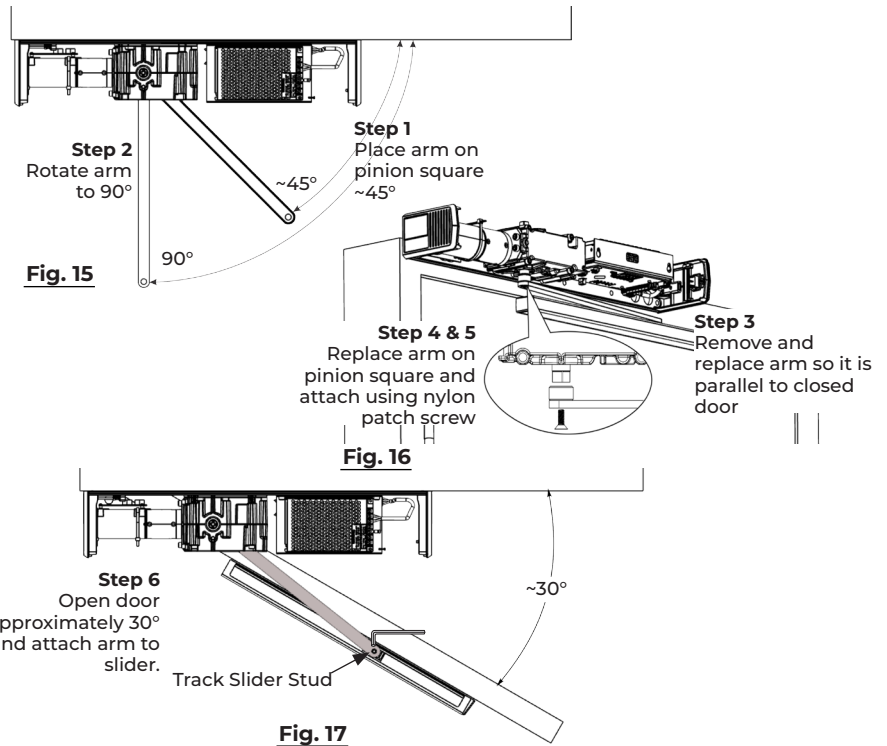 Step 1
Place arm on
pinion square
~45°
Step 2
Rotate arm
to 90°
~45°
90°
Fig. 15
Step 3
Remove and
replace arm so it is
parallel to closed
door
Step 4 & 5
Replace arm on
pinion square and
attach using nylon
patch screw
Fig. 16
Step 6
Open door
pproximately 30°
nd attach arm to
slider.
~30°
Track Slider Stud
Fig. 17